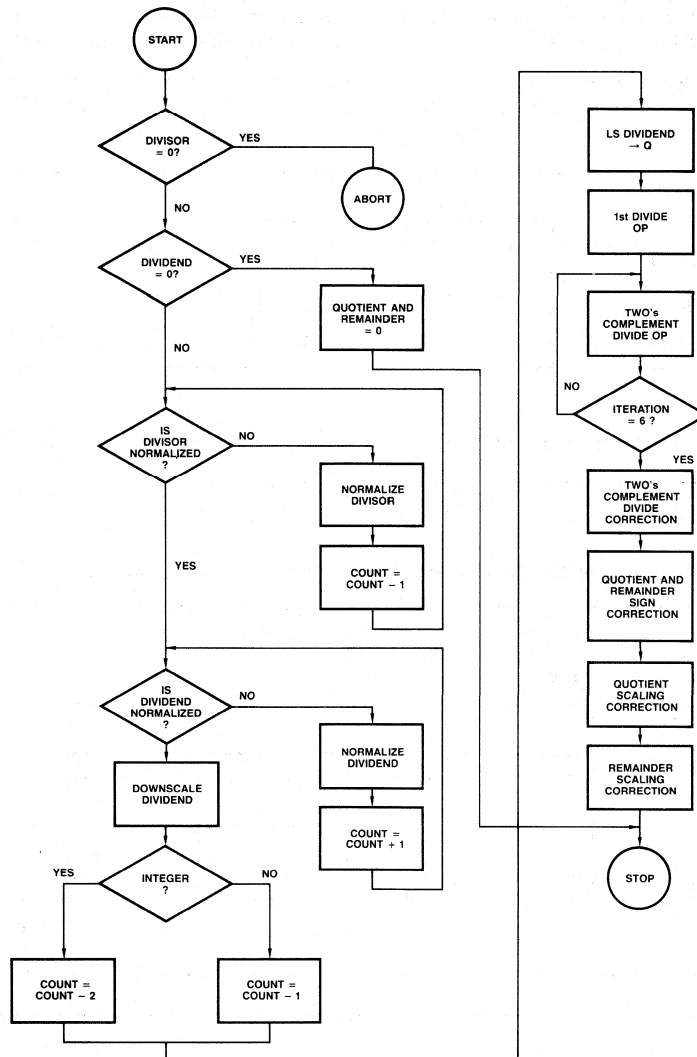 START
DIVISOR
= 0?
YES
ABORT
NO
DIVIDEND
= 0?
YES
QUOTIENT AND
REMAINDER
= 0
NO
IS
DIVISOR
NORMALIZED
?
NO
NORMALIZE
DIVISOR
COUNT =
COUNT − 1
YES
IS
DIVIDEND
NORMALIZED
?
NO
NORMALIZE
DIVIDEND
COUNT =
COUNT + 1
DOWNSCALE
DIVIDEND
INTEGER
?
YES
NO
COUNT =
COUNT − 2
COUNT =
COUNT − 1
LS DIVIDEND
→ Q
1st DIVIDE
OP
TWO's
COMPLEMENT
DIVIDE OP
ITERATION
= 6 ?
NO
YES
TWO's
COMPLEMENT
DIVIDE
CORRECTION
QUOTIENT AND
REMAINDER
SIGN
CORRECTION
QUOTIENT
SCALING
CORRECTION
REMAINDER
SCALING
CORRECTION
STOP